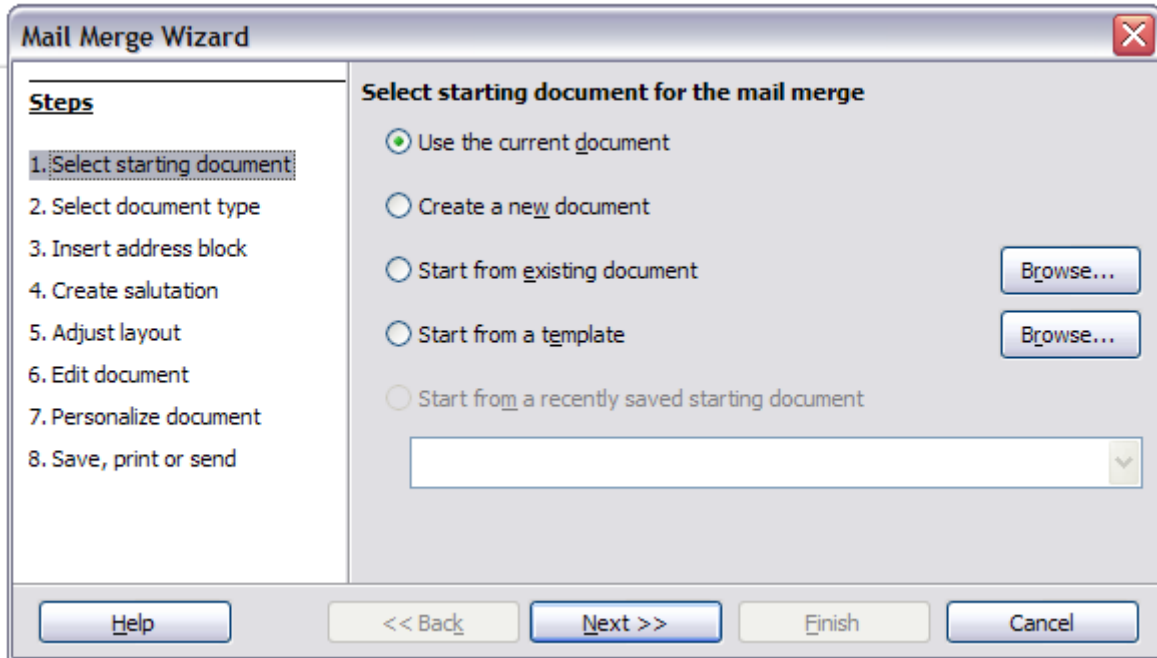 Mail Merge Wizard
Steps
1. Select starting document
2. Select document type
3. Insert address block
4. Create salutation
5. Adjust layout
6. Edit document
7. Personalize document
8. Save, print or send
Select starting document for the mail merge
Use the current document
Create a new document
Start from existing document Browse...
Start from a template Browse...
Start from a recently saved starting document
Help << Back Next >> Finish Cancel